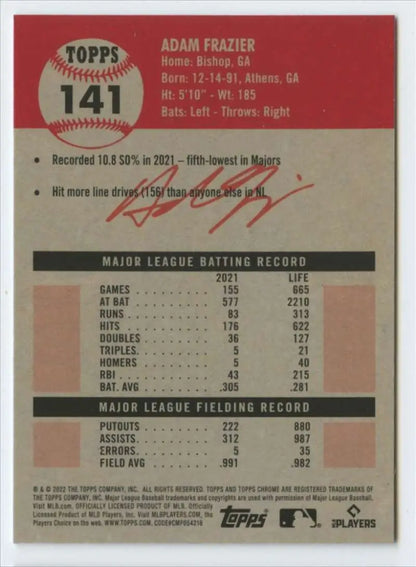 TOPPS
141
ADAM FRAZIER
Home: Bishop, GA
Born: 12-14-91, Athens, GA
Ht: 5'10" - Wt: 185
Bats: Left - Throws: Right
• Recorded 10.8 SO% in 2021 – fifth-lowest in Majors
• Hit more line drives (156) than anyone else in NL
MAJOR LEAGUE BATTING RECORD
2021 LIFE
GAMES . . . . . . . . . 155 665
AT BAT . . . . . . . . . 577 2210
RUNS . . . . . . . . . 83 313
HITS . . . . . . . . . 176 622
DOUBLES . . . . . . . . 36 127
TRIPLES. . . . . . . . . 5 21
HOMERS . . . . . . . . 5 40
RBI . . . . . . . . . 43 215
BAT. AVG . . . . . . . . .305 .281
MAJOR LEAGUE FIELDING RECORD
PUTOUTS . . . . . . . . 222 880
ASSISTS. . . . . . . . . 312 987
ERRORS. . . . . . . . . 5 35
FIELD AVG . . . . . . . .991 .982
® & © 2022 THE TOPPS COMPANY, INC. ALL RIGHTS RESERVED. TOPPS AND TOPPS CHROME ARE REGISTERED TRADEMARKS OF
THE TOPPS COMPANY, INC. Major League Baseball trademarks and copyrights are used with permission of Major League Baseball.
Visit MLB.com. OFFICIALLY LICENSED PRODUCT OF MLB Players, Inc. Officially
Licensed Product of MLB Players, Inc. Visit MLBPLAYERS.com, the
Players Choice on the web. WWW.TOPPS.COM. CODE#CMP054216
Topps
MLB PLAYERS